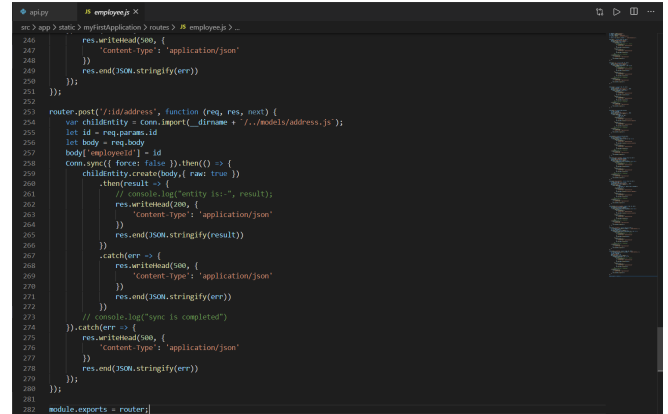 api.py
JS employee.js ×
src > app > static > myFirstApplication > routes > JS employee.js > ...
246 res.writeHead(500, {
247 'Content-Type': 'application/json'
248 })
249 res.end(JSON.stringify(err))
250 });
251 });
252
253 router.post('/:id/address', function (req, res, next) {
254 var childEntity = Conn.import(__dirname + `/../models/address.js`);
255 let id = req.params.id
256 let body = req.body
257 body['employeeId'] = id
258 Conn.sync({ force: false }).then(() => {
259 childEntity.create(body,{ raw: true })
260 .then(result => {
261 // console.log("entity is:-", result);
262 res.writeHead(200, {
263 'Content-Type': 'application/json'
264 })
265 res.end(JSON.stringify(result))
266 })
267 .catch(err => {
268 res.writeHead(500, {
269 'Content-Type': 'application/json'
270 })
271 res.end(JSON.stringify(err))
272 })
273 // console.log("sync is completed")
274 }).catch(err => {
275 res.writeHead(500, {
276 'Content-Type': 'application/json'
277 })
278 res.end(JSON.stringify(err))
279 });
280 });
281
282 module.exports = router;